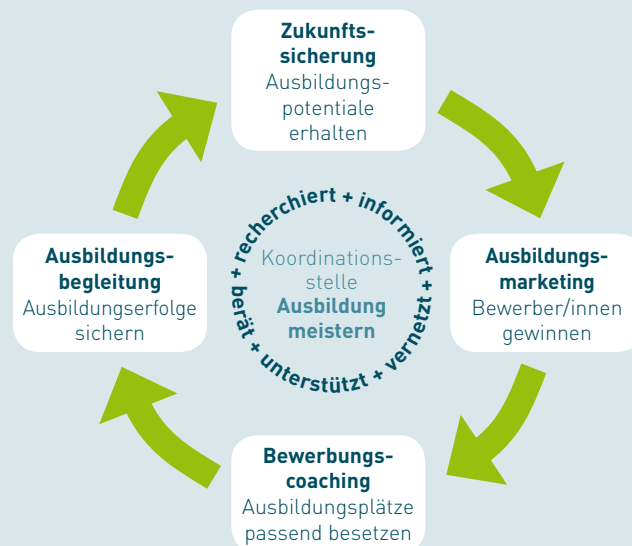 Zukunfts-
sicherung
Ausbildungs-
potentiale
erhalten
Ausbildungs-
begleitung
Ausbildungserfolge
sichern
+ recherchiert + informiert + vernetzt + unterstützt + berät
Koordinations-
stelle
Ausbildung
meistern
Ausbildungs-
marketing
Bewerber/innen
gewinnen
Bewerbungs-
coaching
Ausbildungsplätze
passend besetzen